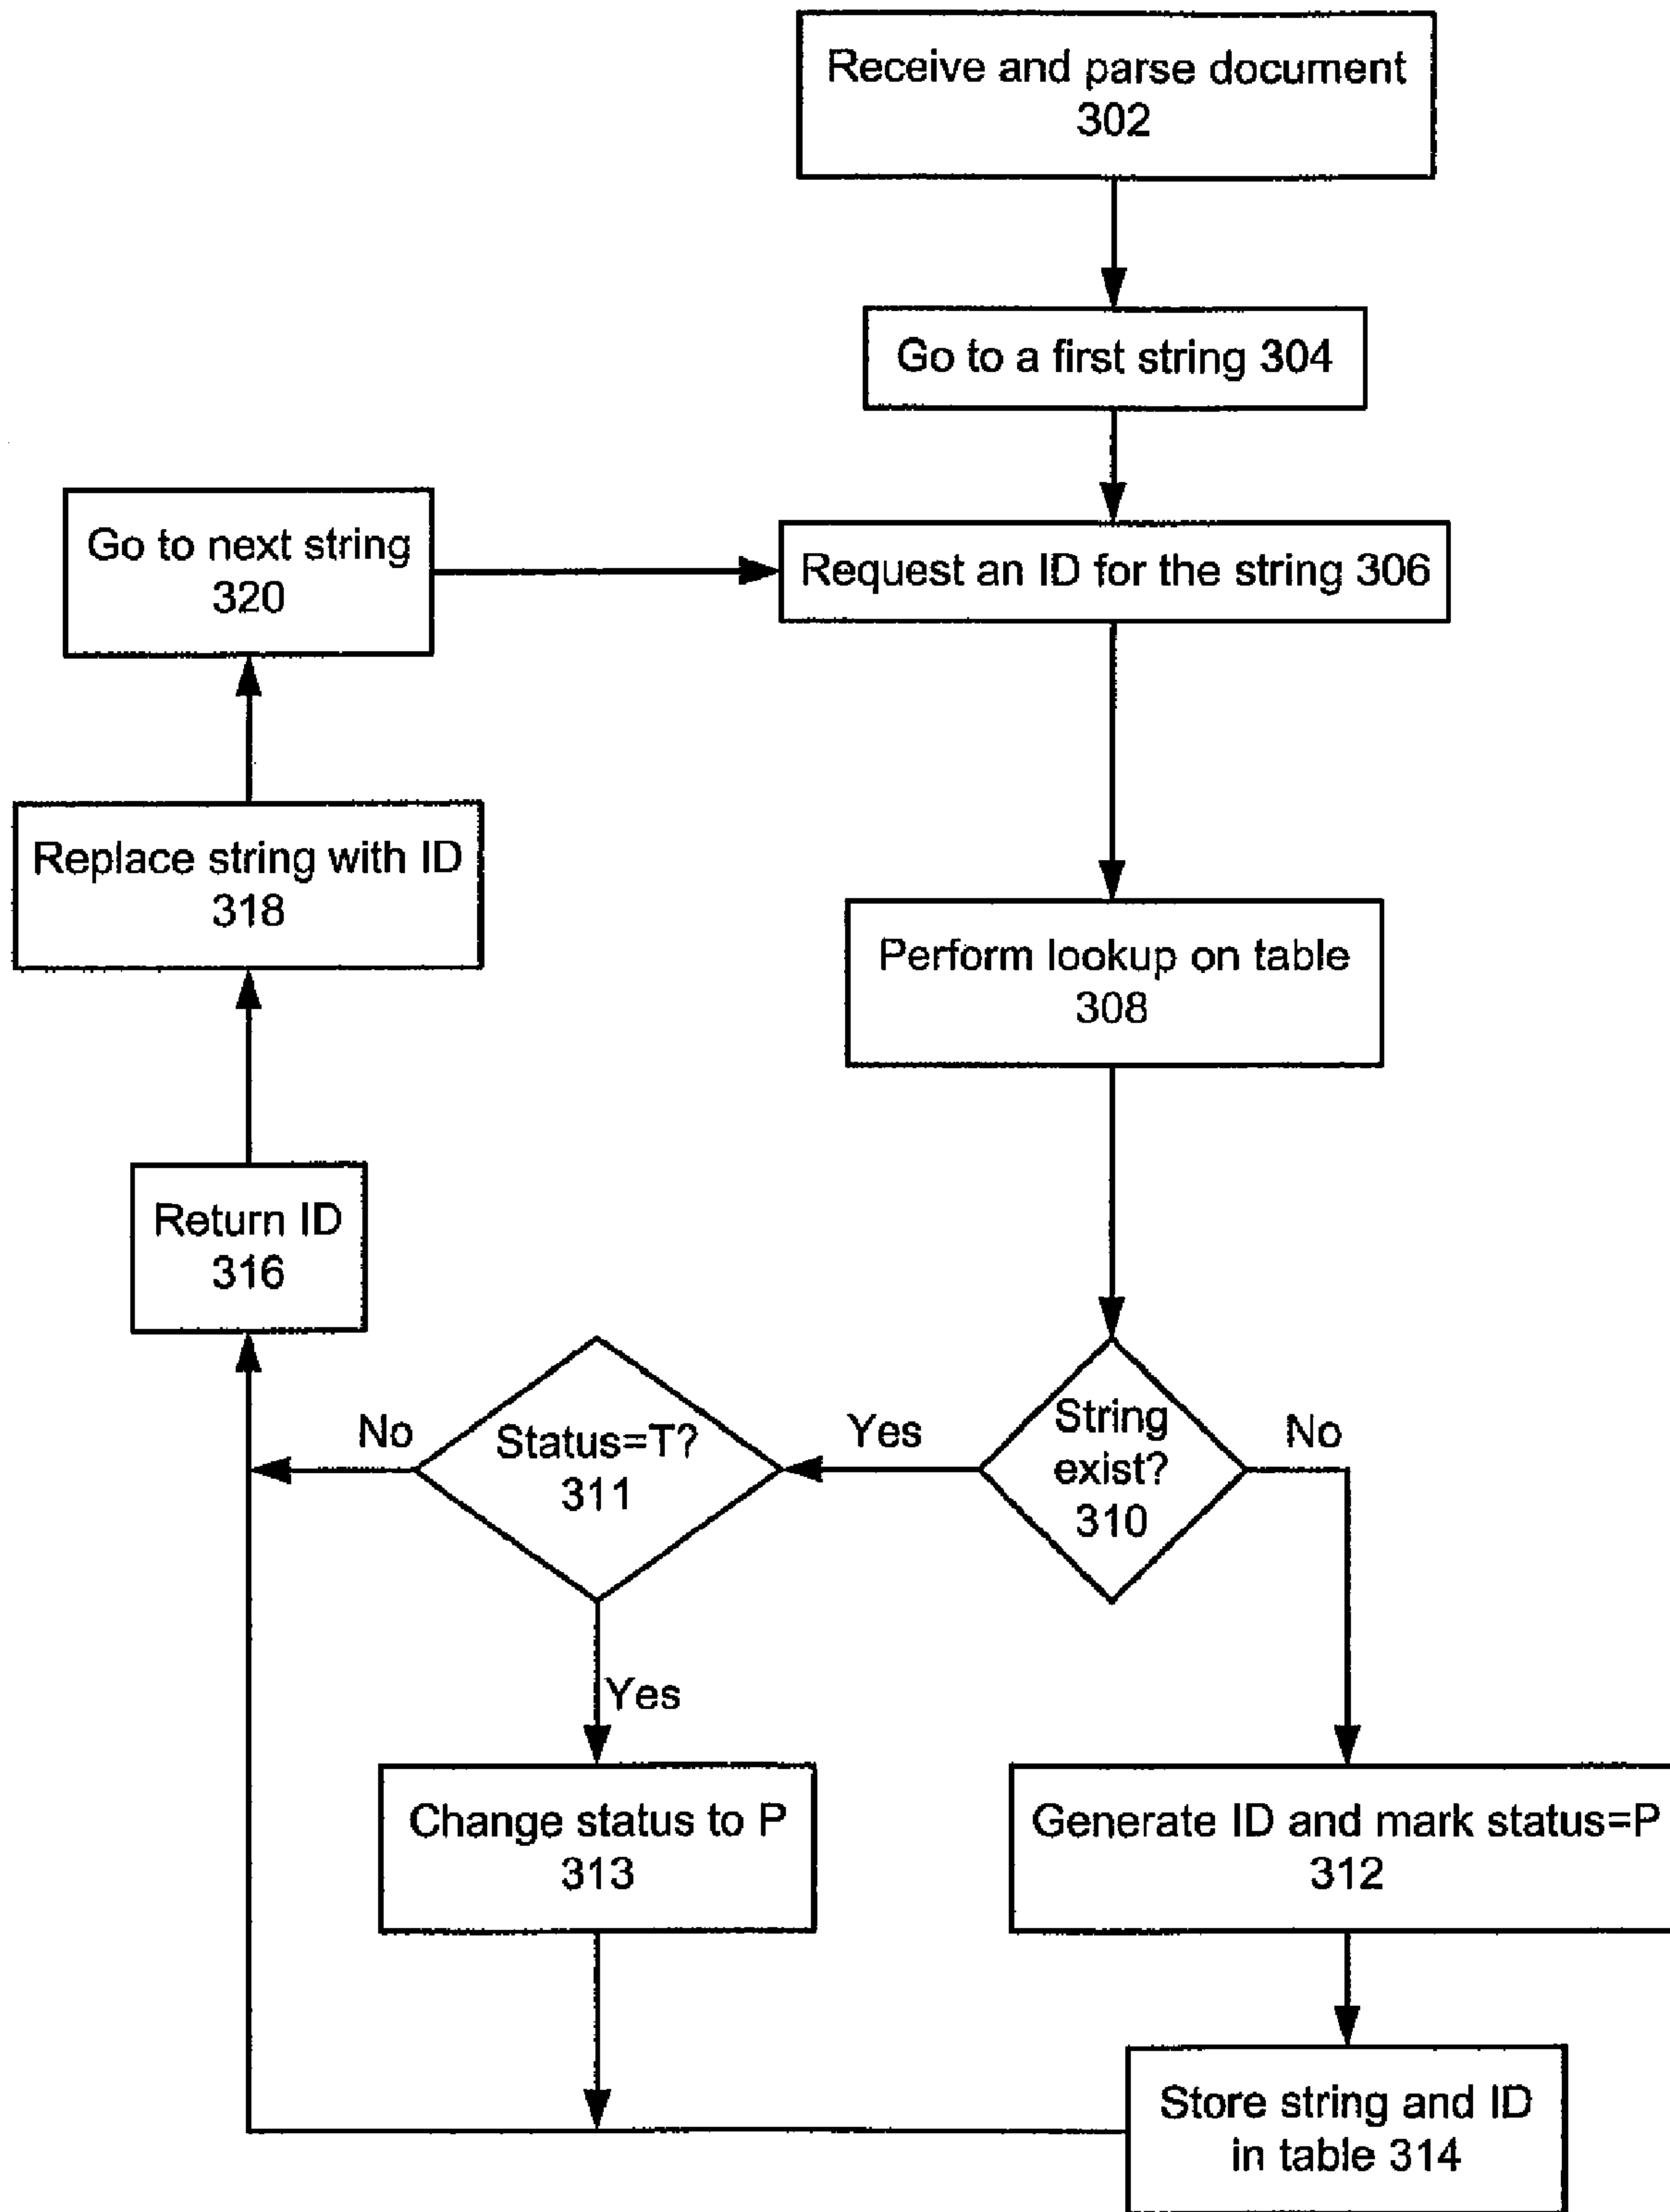 Receive and parse document
302
Go to a first string 304
Go to next string
320
Request an ID for the string 306
Replace string with ID
318
Perform lookup on table
308
Return ID
316
No
Status=T?
311
Yes
String
exist?
310
No
Yes
Change status to P
313
Generate ID and mark status=P
312
Store string and ID
in table 314